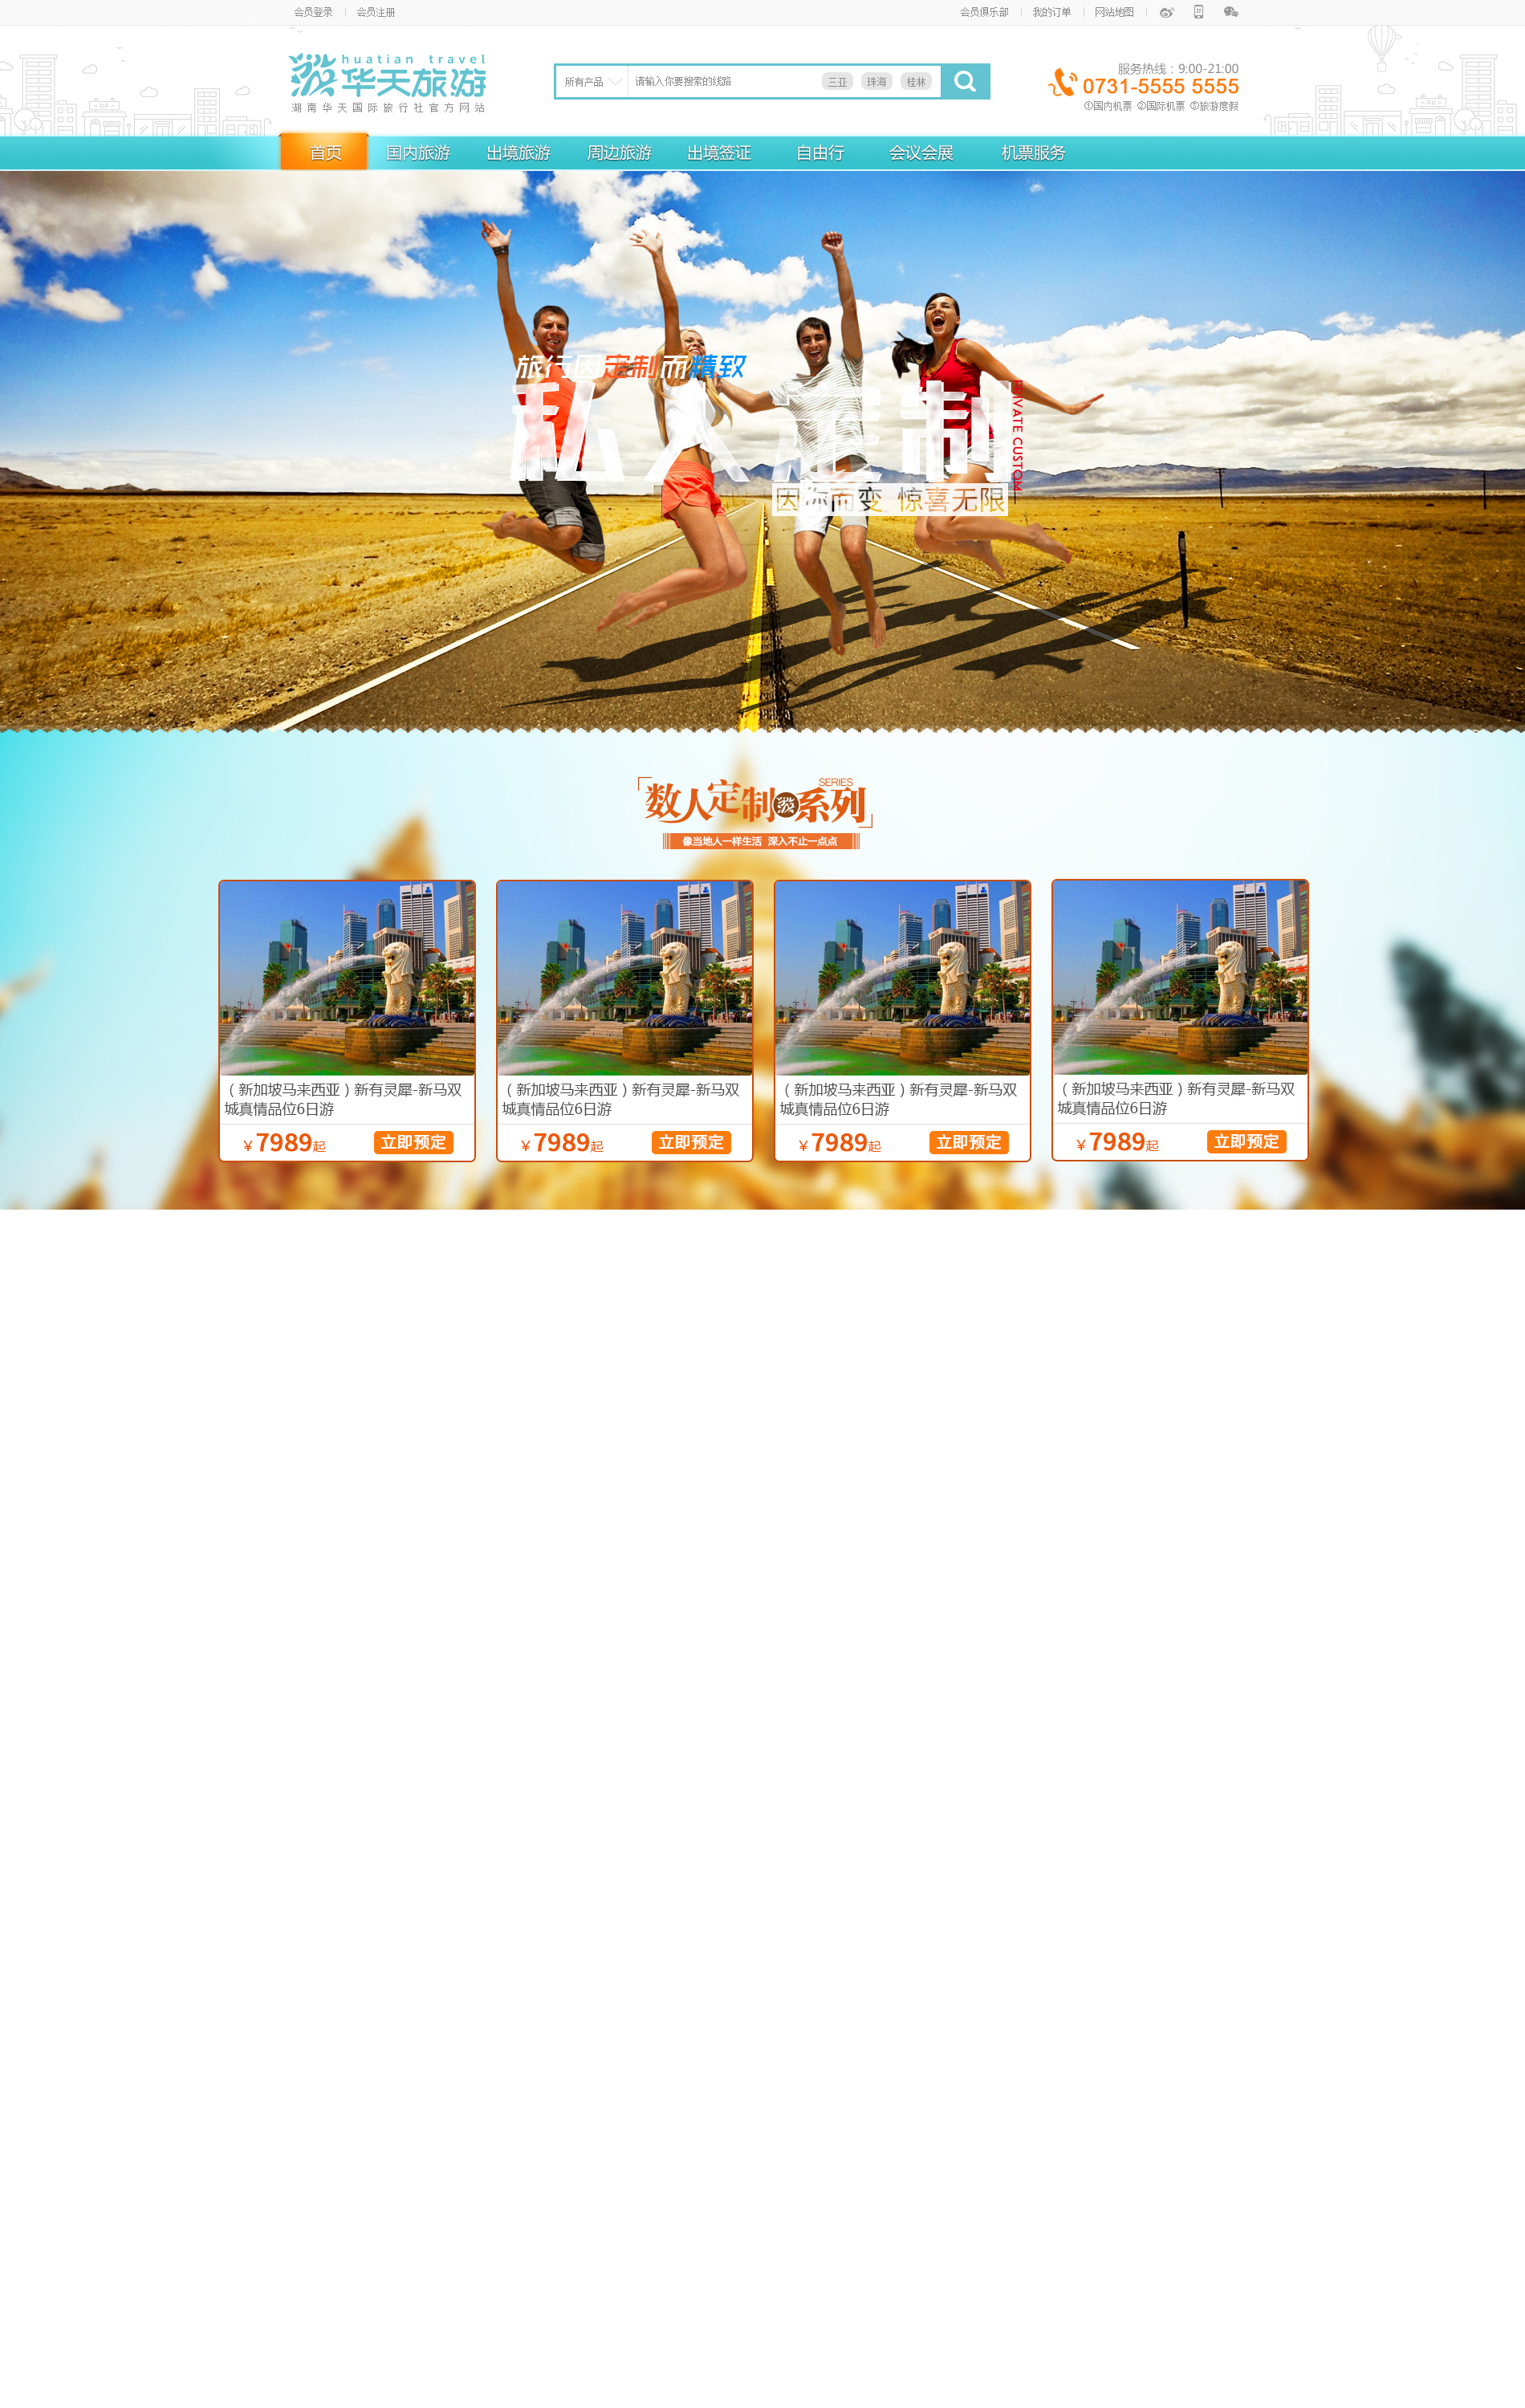 会员登录
会员注册
会员俱乐部
我的订单
网站地图
huatian travel
华天旅游
湖南华天国际旅行社官方网站
所有产品
请输入你要搜索的线路
三亚
珠海
桂林
服务热线：9:00-21:00
0731-5555 5555
①国内机票 ②国际机票 ③旅游度假
首页
国内旅游
出境旅游
周边旅游
出境签证
自由行
会议会展
机票服务
旅行因定制而精致
私人定制
PRIVATE CUSTOM
因你而变 惊喜无限
SERIES
数人定制系列
像当地人一样生活 深入不止一点点
（新加坡马来西亚）新有灵犀-新马双
城真情品位6日游
￥7989起
立即预定
（新加坡马来西亚）新有灵犀-新马双
城真情品位6日游
￥7989起
立即预定
（新加坡马来西亚）新有灵犀-新马双
城真情品位6日游
￥7989起
立即预定
（新加坡马来西亚）新有灵犀-新马双
城真情品位6日游
￥7989起
立即预定